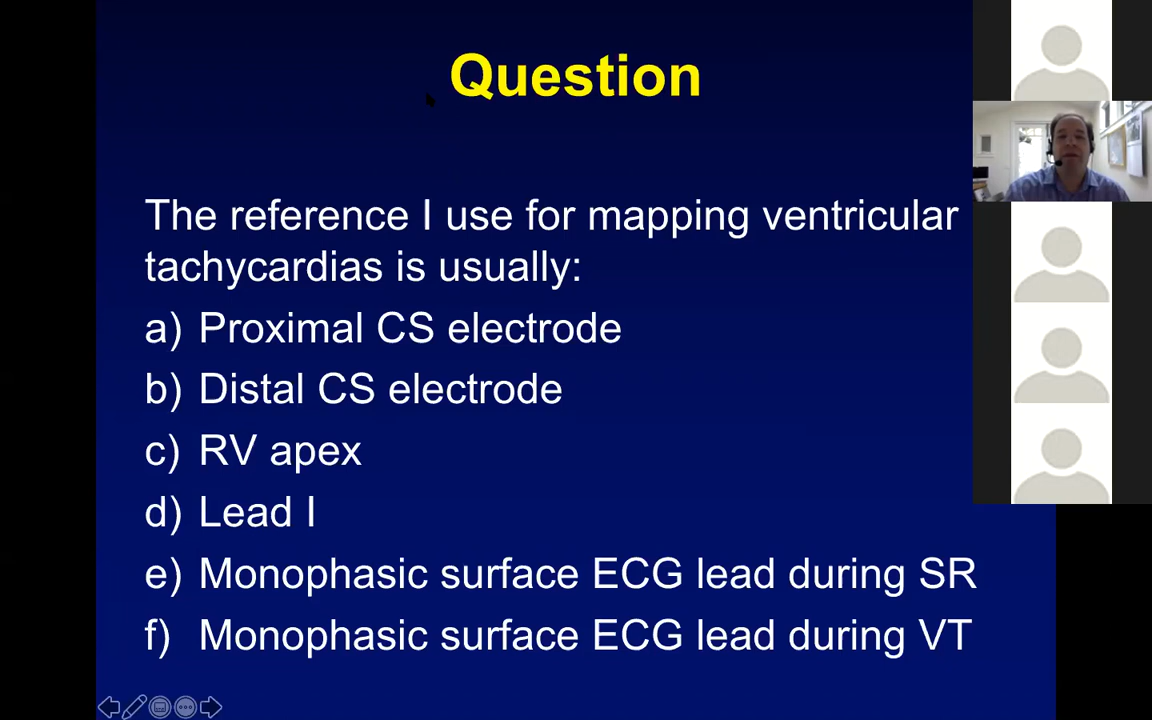 Question
The reference I use for mapping ventricular
tachycardias is usually:
a) Proximal CS electrode
b) Distal CS electrode
c) RV apex
d) Lead I
e) Monophasic surface ECG lead during SR
f) Monophasic surface ECG lead during VT